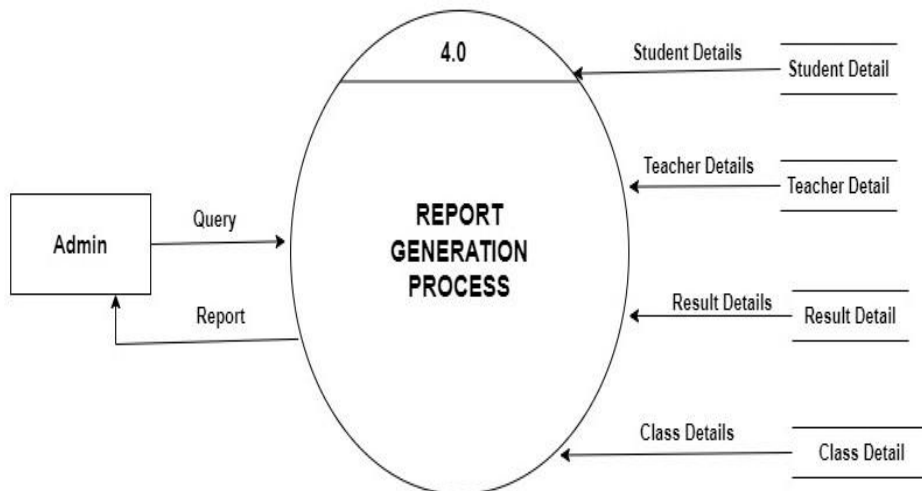 4.0
Student Details
Student Detail
Teacher Details
Teacher Detail
Admin
Query
REPORT
GENERATION
PROCESS
Report
Result Details
Result Detail
Class Details
Class Detail